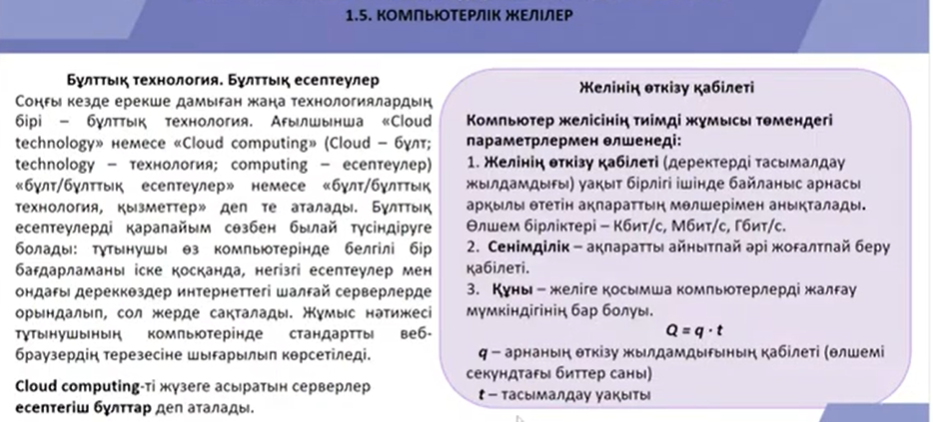 1.5. КОМПЬЮТЕРЛІК ЖЕЛІЛЕР
Бұлттық технология. Бұлттық есептеулер
Соңғы кезде ерекше дамыған жаңа технологиялардың
бірі – бұлттық технология. Ағылшынша «Cloud
technology» немесе «Cloud computing» (Cloud – бұлт;
technology – технология; computing – есептеулер)
«бұлт/бұлттық есептеулер» немесе «бұлт/бұлттық
технология, қызметтер» деп те аталады. Бұлттық
есептеулерді қарапайым сөзбен былай түсіндіруге
болады: тұтынушы өз компьютерінде белгілі бір
бағдарламаны іске қосқанда, негізгі есептеулер мен
ондағы дереккөздер интернеттегі шалғай серверлерде
орындалып, сол жерде сақталады. Жұмыс нәтижесі
тұтынушының компьютерінде стандартты веб-
браузердің терезесіне шығарылып көрсетіледі.
Cloud computing-ті жүзеге асыратын серверлер
есептегіш бұлттар деп аталады.
Желінің өткізу қабілеті
Компьютер желісінің тиімді жұмысы төмендегі
параметрлермен өлшенеді:
1. Желінің өткізу қабілеті (деректерді тасымалдау
жылдамдығы) уақыт бірлігі ішінде байланыс арнасы
арқылы өтетін ақпараттың мөлшерімен анықталады.
Өлшем бірліктері – Кбит/с, Мбит/с, Гбит/с.
2. Сенімділік – ақпаратты айнытпай әрі жоғалтпай беру
қабілеті.
3. Құны – желіге қосымша компьютерлерді жалғау
мүмкіндігінің бар болуы.
Q = q · t
q – арнаның өткізу жылдамдығының қабілеті (өлшемі
секундтағы биттер саны)
t – тасымалдау уақыты